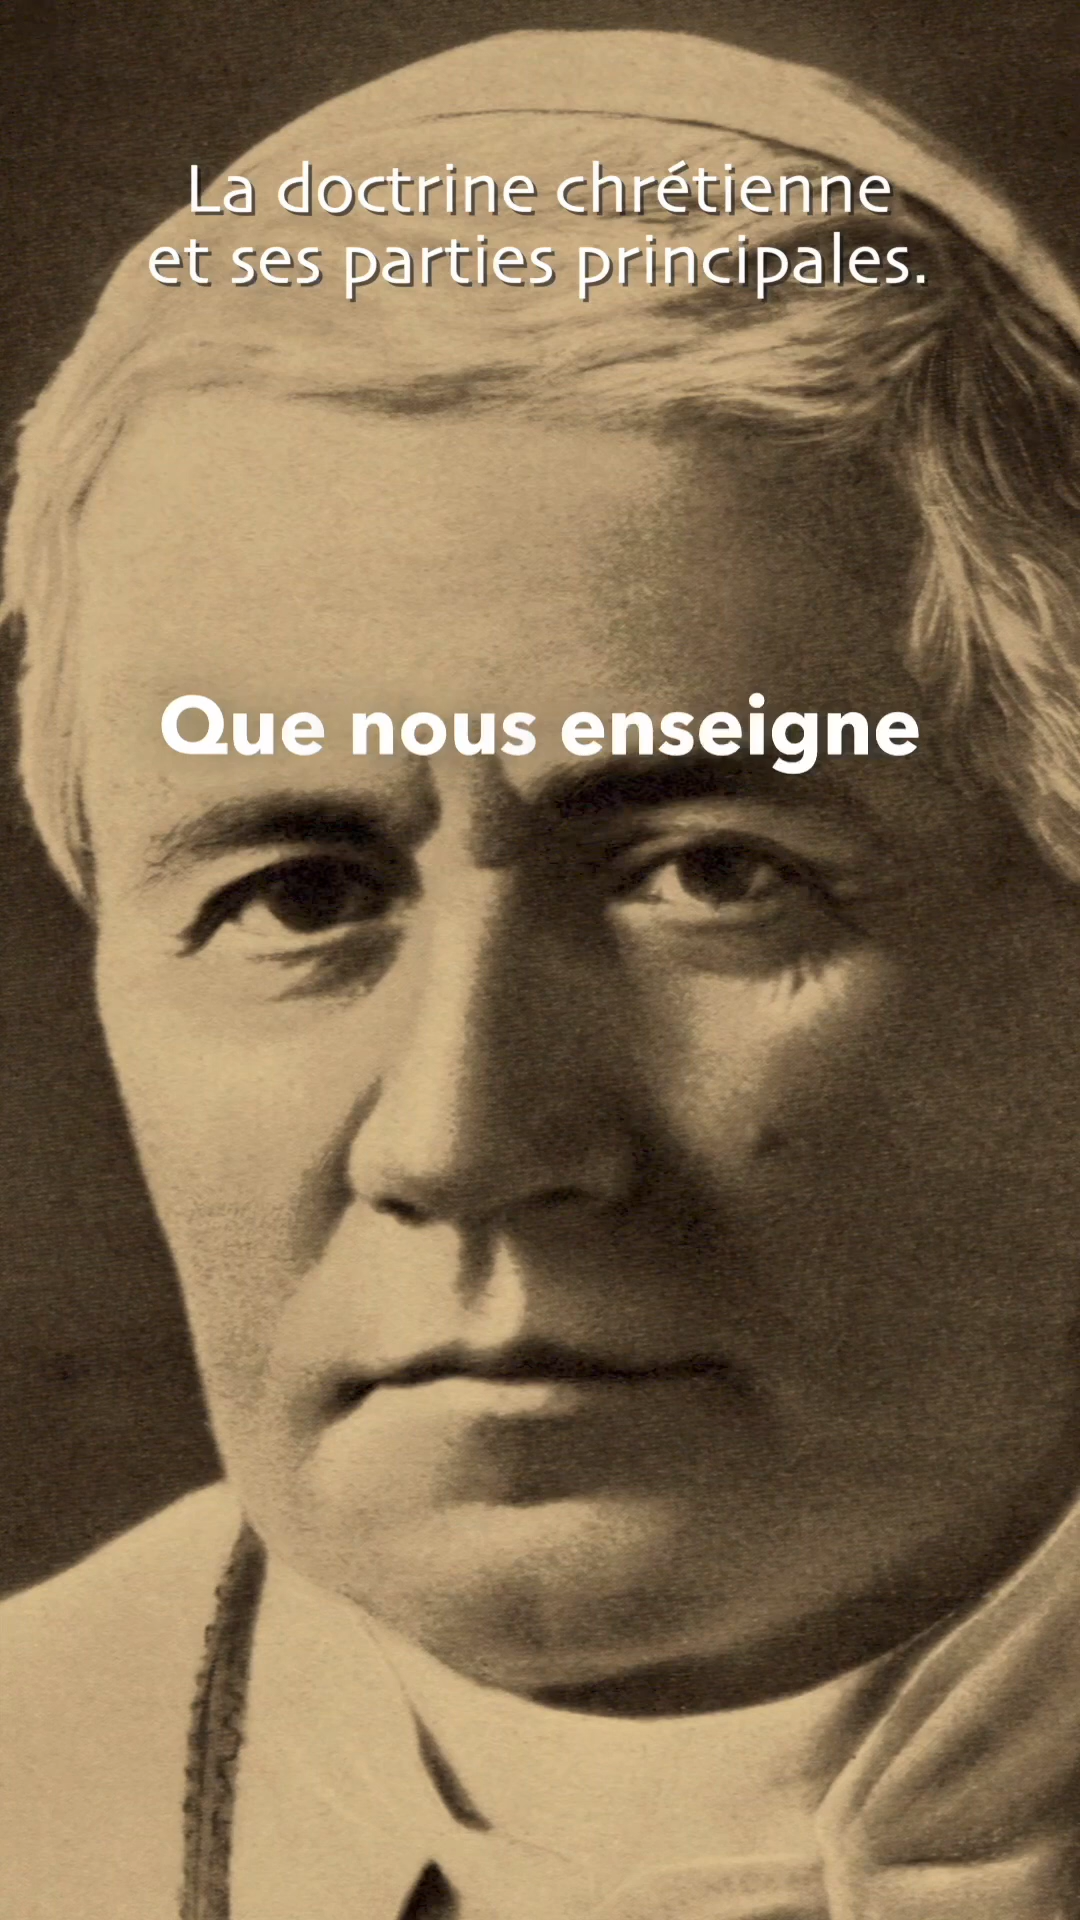 La doctrine chrétienne
et ses parties principales.
Que nous enseigne